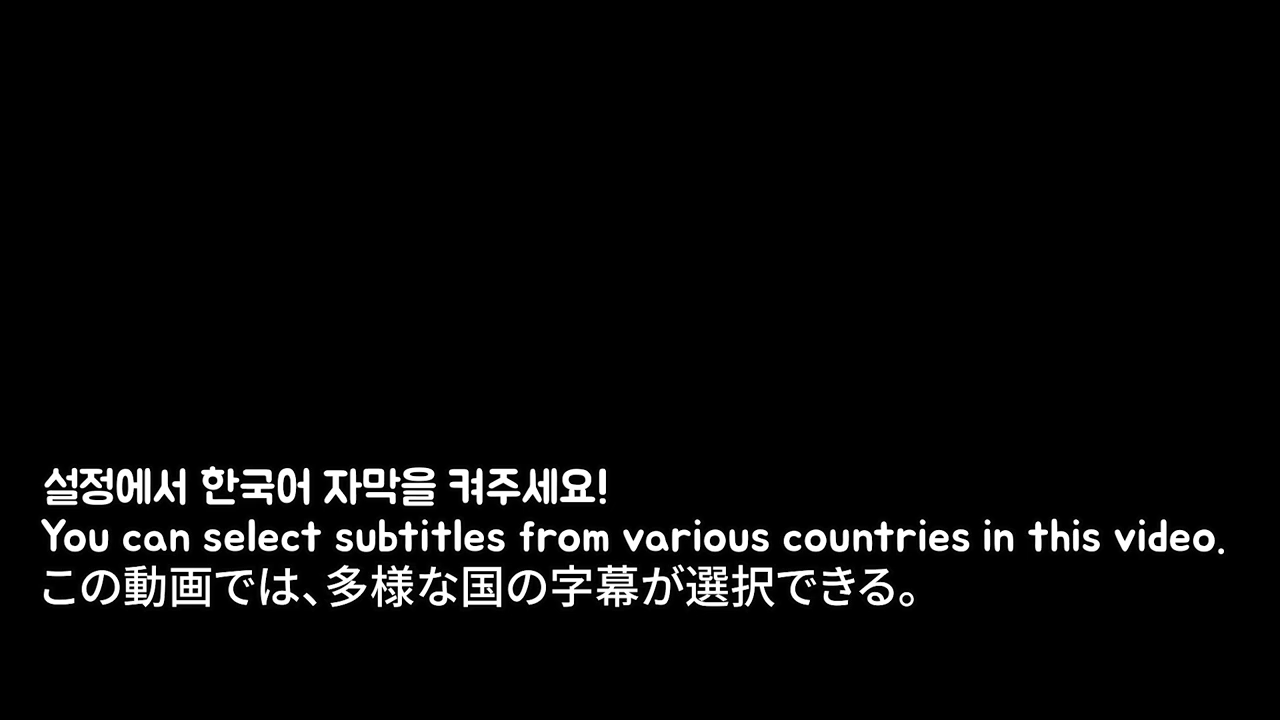 설정에서 한국어 자막을 켜주세요!
You can select subtitles from various countries in this video.
この動画では、多様な国の字幕が選択できる。